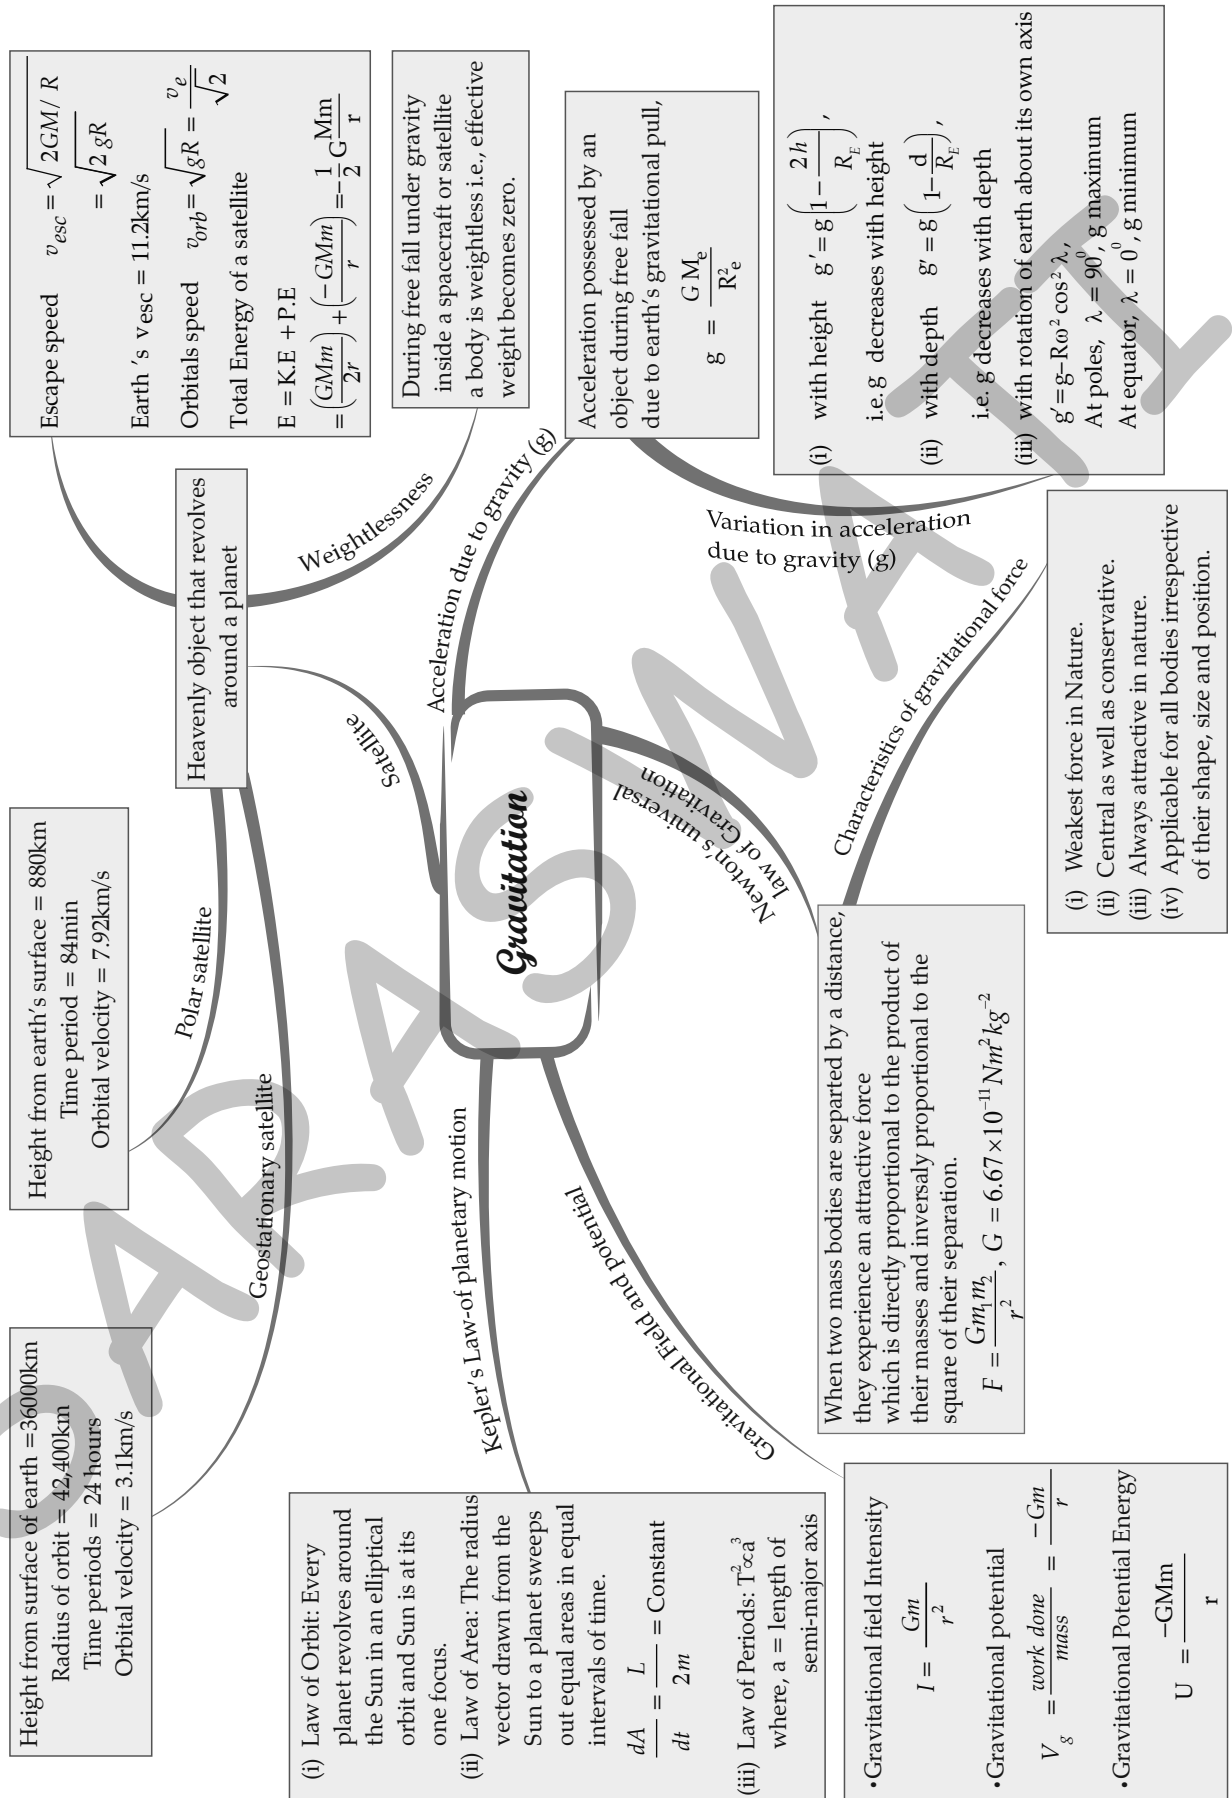 Gravitation
Satellite
Heavenly object that revolves
around a planet
Escape speed v_esc = √(2GM/ R)
= √(2 gR)
Earth 's v_esc = 11.2km/s
Orbitals speed v_orb = √(gR) = v_e/√2
Total Energy of a satellite
E = K.E + P.E
= (GMm/2r) + (-GMm/r) = -1/2 G Mm/r
Weightlessness
During free fall under gravity
inside a spacecraft or satellite
a body is weightless i.e., effective
weight becomes zero.
Acceleration due to gravity (g)
Acceleration possessed by an
object during free fall
due to earth's gravitational pull,
g = G M_e/R²_e
Variation in acceleration
due to gravity (g)
(i) with height g' = g (1- 2h/R_E) ,
i.e.g decreases with height
(ii) with depth g' = g (1- d/R_E) ,
i.e. g decreases with depth
(iii) with rotation of earth about its own axis
g' = g–Rω² cos² λ,
At poles, λ = 90⁰, g maximum
At equator, λ = 0⁰, g minimum
Newton's universal
law of Gravitation
When two mass bodies are separted by a distance,
they experience an attractive force
which is directly proportional to the product of
their masses and inversaly proportional to the
square of their separation.
F = Gm₁m₂/r² , G = 6.67×10⁻¹¹ Nm² kg⁻²
Characteristics of gravitational force
(i) Weakest force in Nature.
(ii) Central as well as conservative.
(iii) Always attractive in nature.
(iv) Applicable for all bodies irrespective
of their shape, size and position.
Polar satellite
Height from earth's surface = 880km
Time period = 84min
Orbital velocity = 7.92km/s
Geostationary satellite
Height from surface of earth = 36000km
Radius of orbit = 42,400km
Time periods = 24 hours
Orbital velocity = 3.1km/s
Kepler's Law-of planetary motion
(i) Law of Orbit: Every
planet revolves around
the Sun in an elliptical
orbit and Sun is at its
one focus.
(ii) Law of Area: The radius
vector drawn from the
Sun to a planet sweeps
out equal areas in equal
intervals of time.
dA/dt = L/2m = Constant
(iii) Law of Periods: T²∝a³
where, a = length of
semi-major axis
Gravitational Field and potential
•Gravitational field Intensity
I = Gm/r²
•Gravitational potential
V_g = work done/mass = -Gm/r
•Gravitational Potential Energy
U = –GMm/r